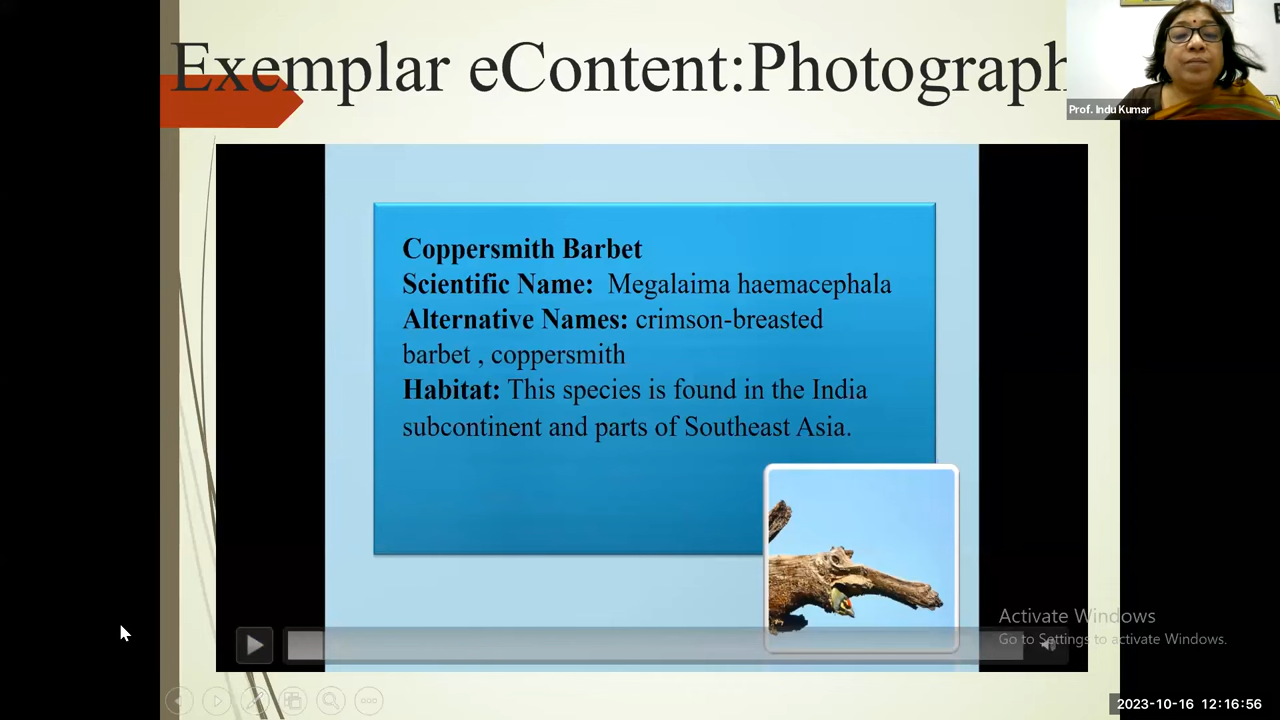 Exemplar eContent:Photograph
Prof. Indu Kumar
Coppersmith Barbet
Scientific Name: Megalaima haemacephala
Alternative Names: crimson-breasted
barbet , coppersmith
Habitat: This species is found in the India
subcontinent and parts of Southeast Asia.
Activate Windows
Go to Settings to activate Windows.
2023-10-16 12:16:56